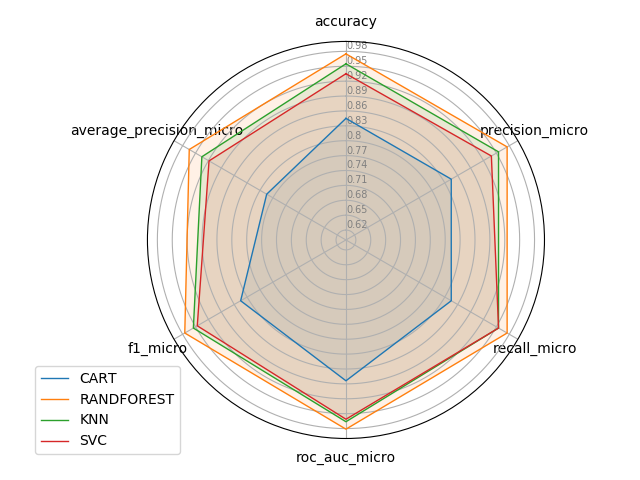 accuracy
0.98
0.95
0.92
0.89
0.86
0.83
0.8
0.77
0.74
0.71
0.68
0.65
0.62
average_precision_micro
precision_micro
f1_micro
recall_micro
roc_auc_micro
CART
RANDFOREST
KNN
SVC